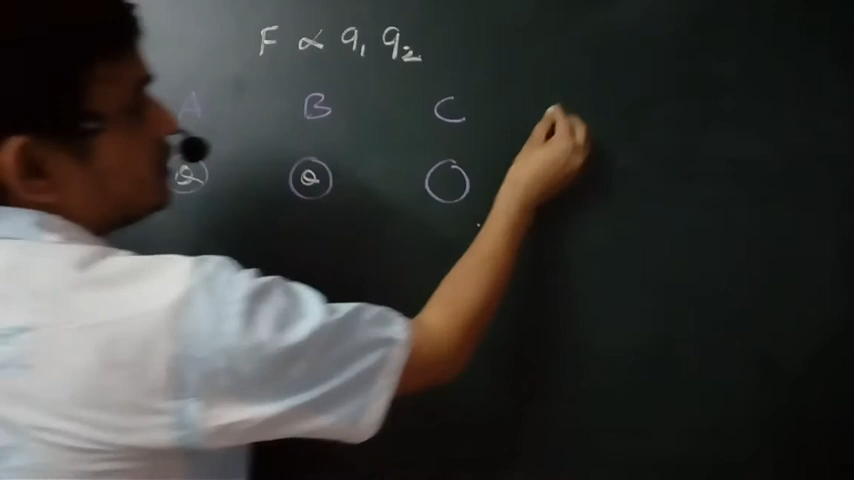 F ∝ q₁ q₂
A B C
Q Q